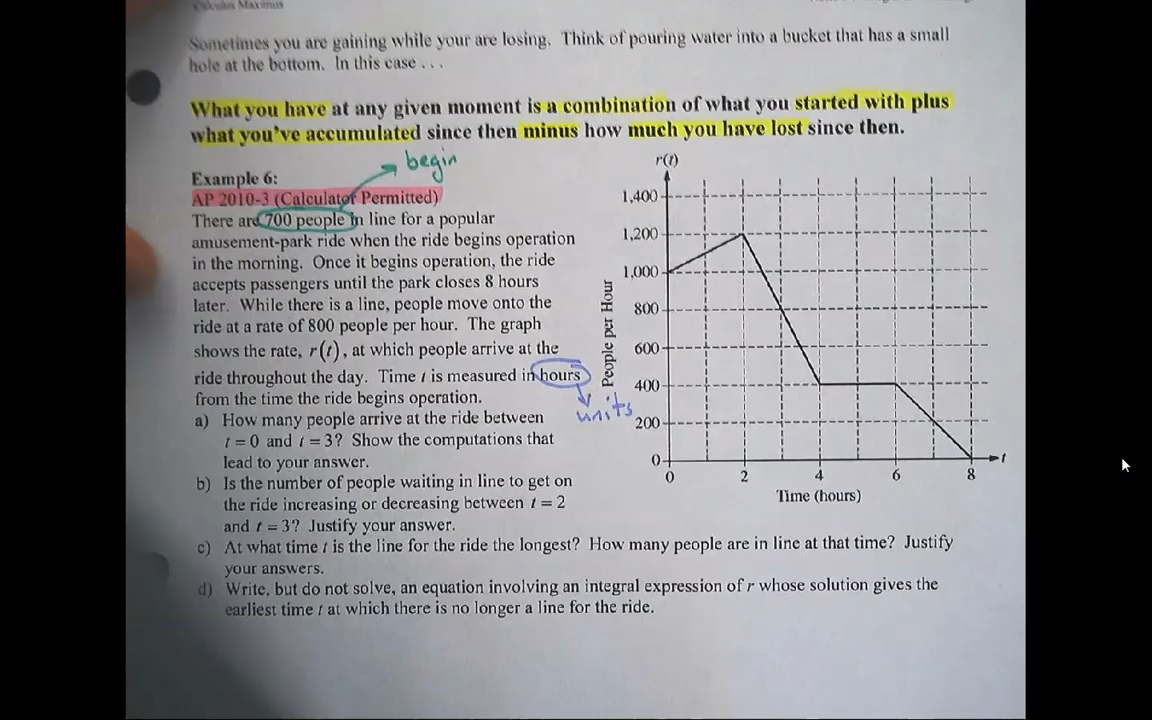 Calculus Maximus
Sometimes you are gaining while your are losing. Think of pouring water into a bucket that has a small
hole at the bottom. In this case . . .
What you have at any given moment is a combination of what you started with plus
what you've accumulated since then minus how much you have lost since then.
begin
Example 6:
AP 2010-3 (Calculator Permitted)
There are 700 people in line for a popular
amusement-park ride when the ride begins operation
in the morning. Once it begins operation, the ride
accepts passengers until the park closes 8 hours
later. While there is a line, people move onto the
ride at a rate of 800 people per hour. The graph
shows the rate, r(t), at which people arrive at the
ride throughout the day. Time t is measured in hours
from the time the ride begins operation.
units
a) How many people arrive at the ride between
t = 0 and t = 3? Show the computations that
lead to your answer.
b) Is the number of people waiting in line to get on
the ride increasing or decreasing between t = 2
and t = 3? Justify your answer.
r(t)
1,400
1,200
1,000
800
600
400
200
0
People per Hour
0 2 4 6 8 t
Time (hours)
c) At what time t is the line for the ride the longest? How many people are in line at that time? Justify
your answers.
d) Write, but do not solve, an equation involving an integral expression of r whose solution gives the
earliest time t at which there is no longer a line for the ride.